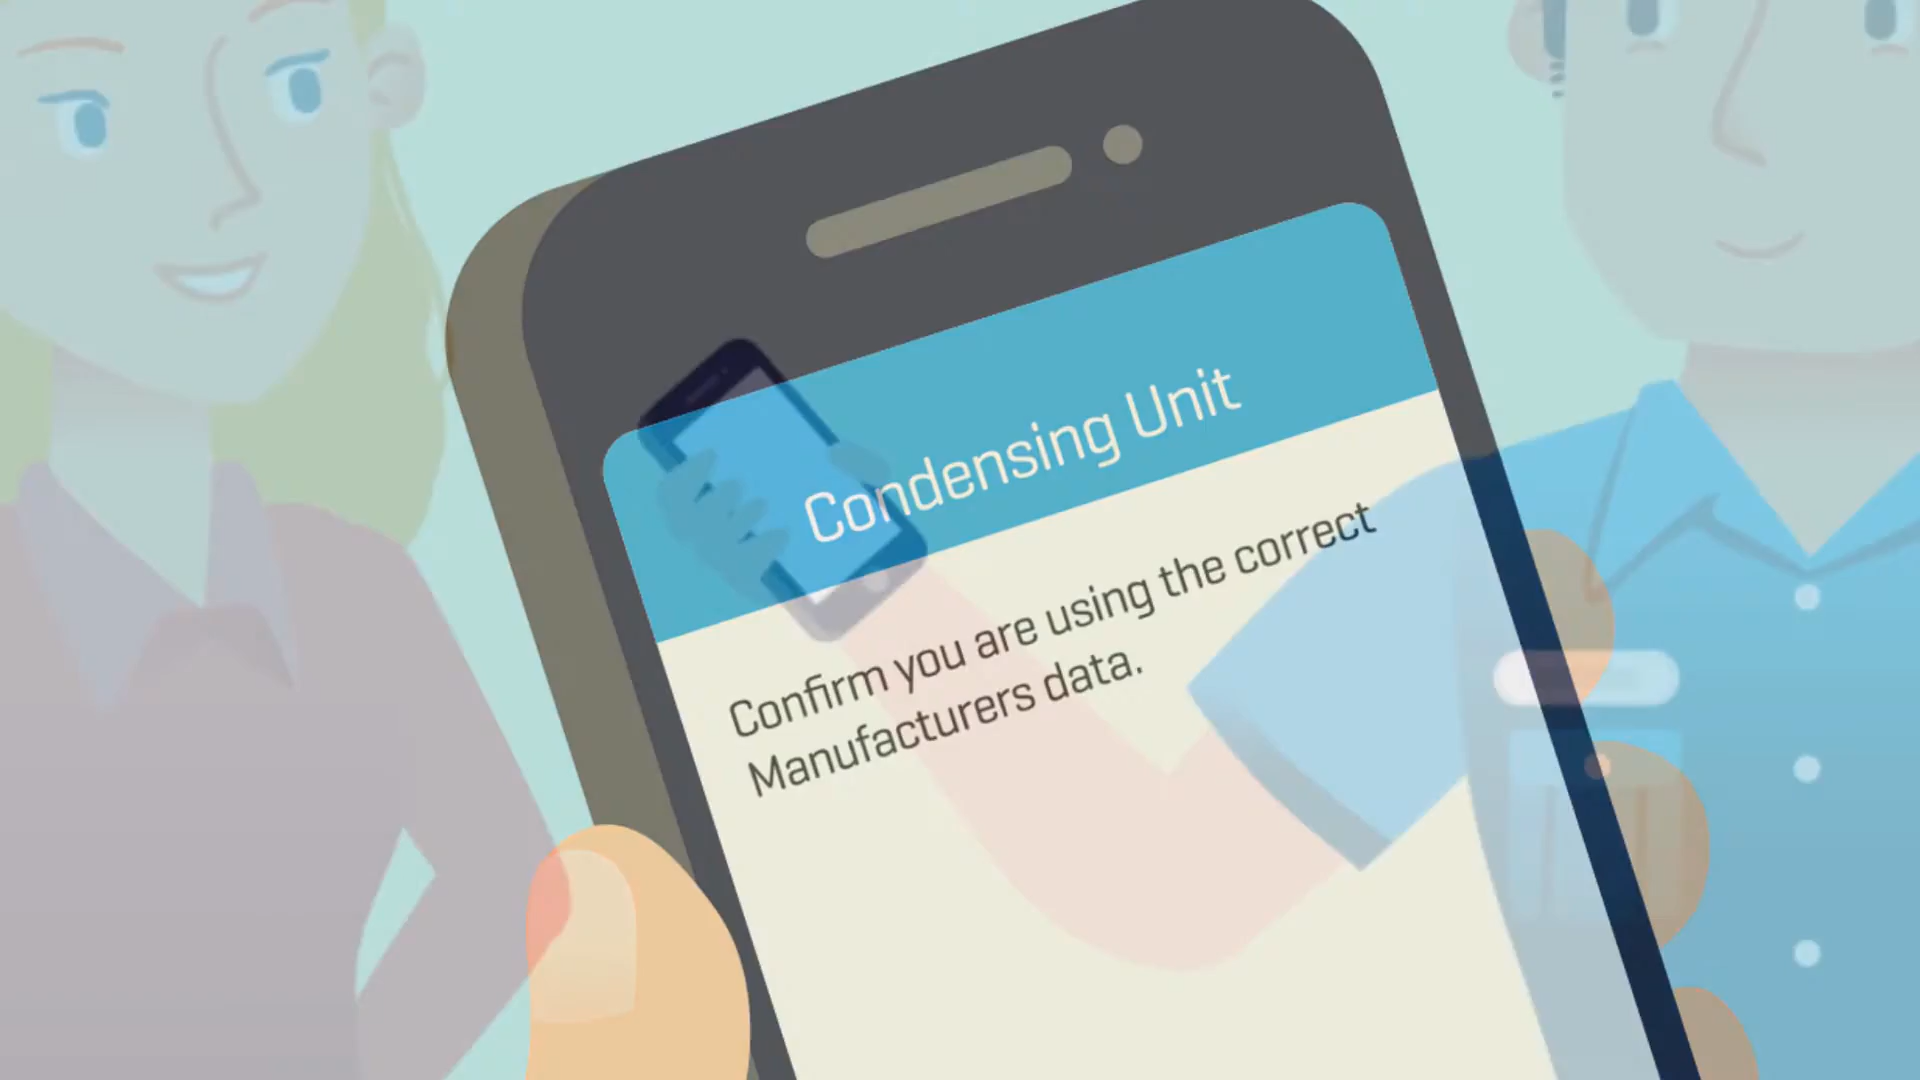 Condensing Unit
Confirm you are using the correct
Manufacturers data.